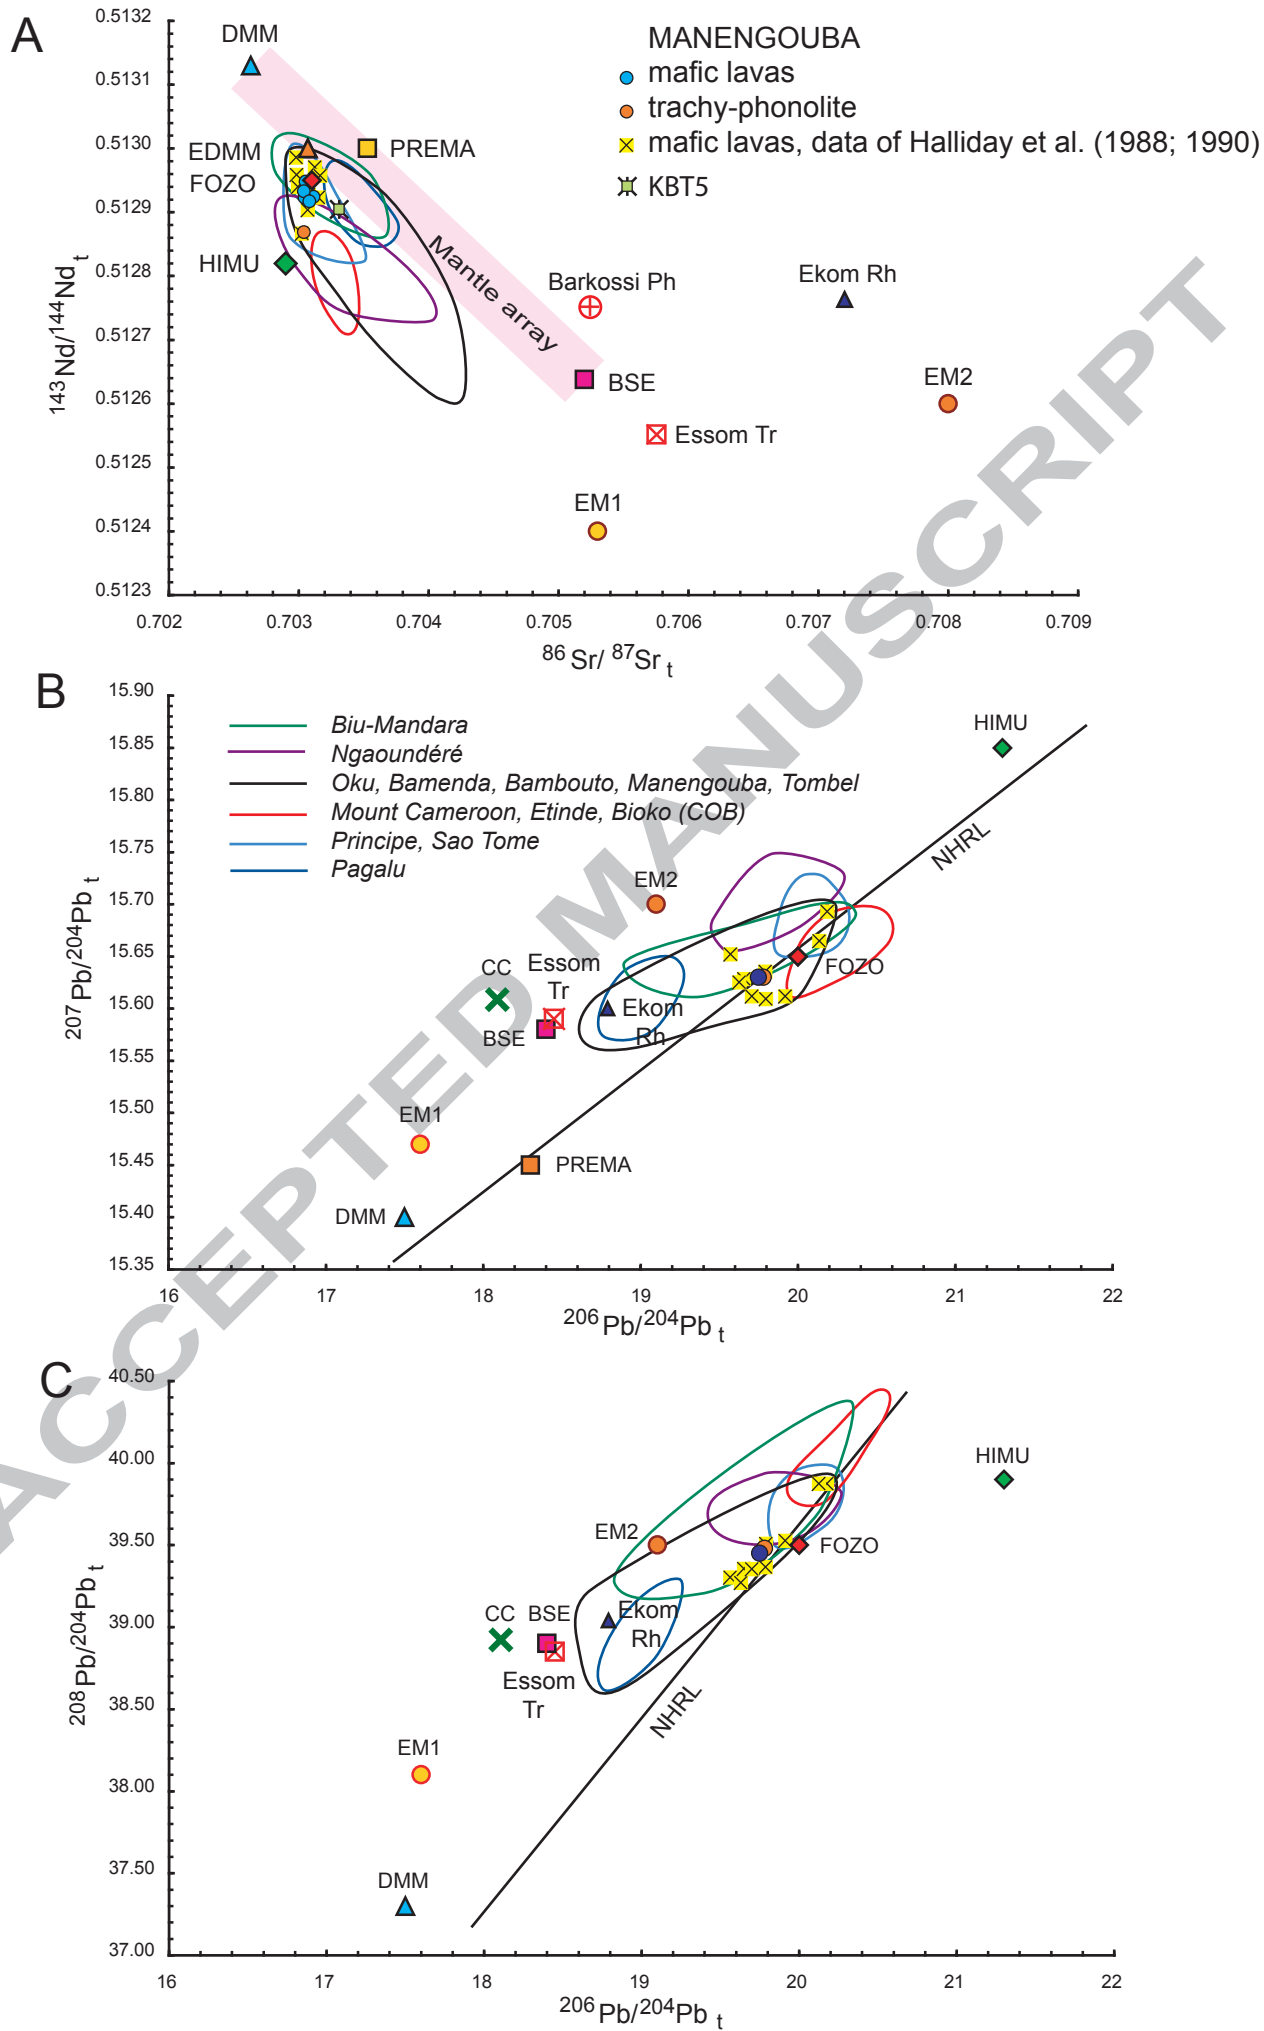 A
0.5132
0.5131
0.5130
0.5129
0.5128
0.5127
0.5126
0.5125
0.5124
0.5123
143Nd/144Nd t
DMM
EDMM
FOZO
HIMU
PREMA
Mantle array
Barkossi Ph
BSE
Essom Tr
EM1
Ekom Rh
EM2
MANENGOUBA
mafic lavas
trachy-phonolite
mafic lavas, data of Halliday et al. (1988; 1990)
KBT5
0.702 0.703 0.704 0.705 0.706 0.707 0.708 0.709
86Sr/ 87Sr t
B
15.90
15.85
15.80
15.75
15.70
15.65
15.60
15.55
15.50
15.45
15.40
15.35
207Pb/204Pb t
Biu-Mandara
Ngaoundéré
Oku, Bamenda, Bambouto, Manengouba, Tombel
Mount Cameroon, Etinde, Bioko (COB)
Principe, Sao Tome
Pagalu
HIMU
NHRL
EM2
FOZO
CC
Essom
Tr
BSE
Ekom
Rh
EM1
PREMA
DMM
16 17 18 19 20 21 22
206Pb/204Pb t
C
40.50
40.00
39.50
39.00
38.50
38.00
37.50
37.00
208Pb/204Pb t
HIMU
EM2
FOZO
CC
BSE
Ekom
Rh
Essom
Tr
NHRL
EM1
DMM
16 17 18 19 20 21 22
206Pb/204Pb t
ACCEPTED MANUSCRIPT